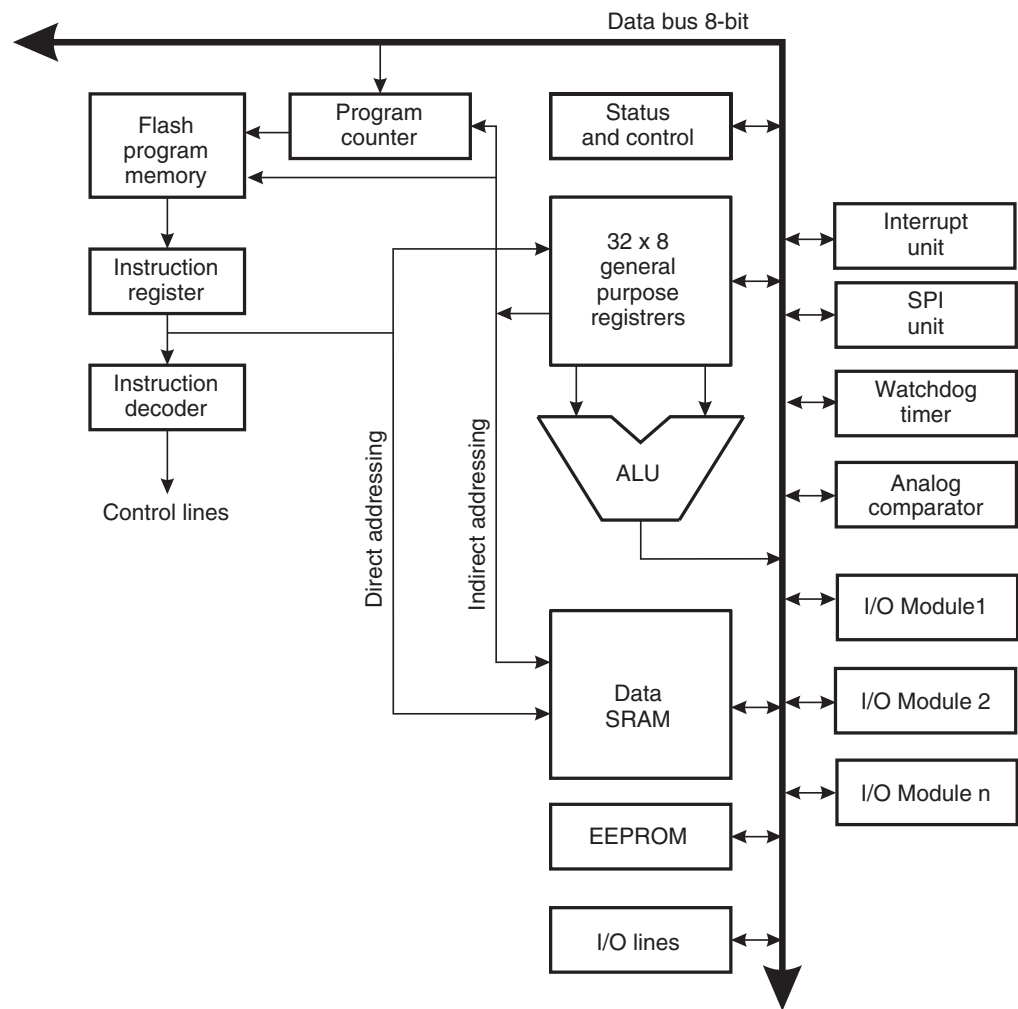 Data bus 8-bit
Flash
program
memory
Program
counter
Status
and control
Instruction
register
32 x 8
general
purpose
registrers
Interrupt
unit
SPI
unit
Instruction
decoder
Watchdog
timer
Control lines
Direct addressing
Indirect addressing
ALU
Analog
comparator
I/O Module1
Data
SRAM
I/O Module 2
I/O Module n
EEPROM
I/O lines